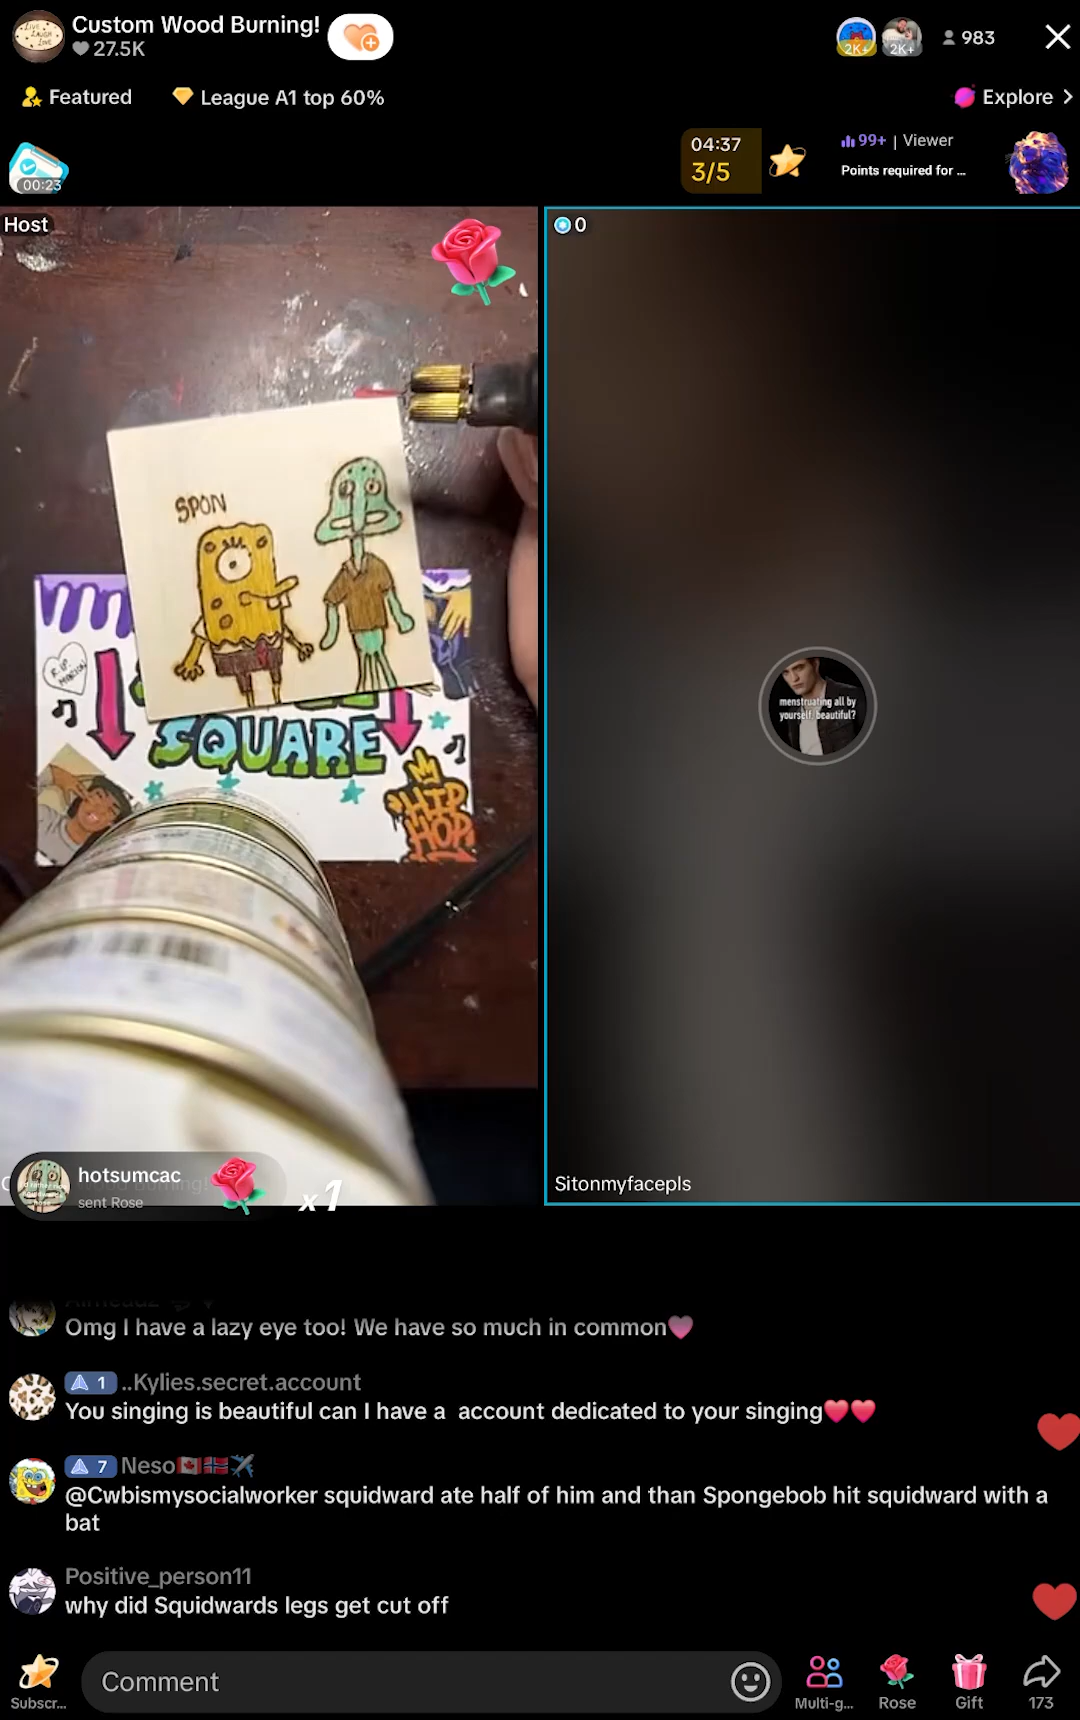 Custom Wood Burning!
27.5K
2K+
2K+
983
Featured
League A1 top 60%
Explore
00:23
04:37
3/5
99+ | Viewer
Points required for ...
Host
0
SPON
R.I.P.
SQUARE
HIP
HOP
menstruating all by
yourself, beautiful?
hotsumcac
sent Rose
x1
Sitonmyfacepls
Omg I have a lazy eye too! We have so much in common
1 ..Kylies.secret.account
You singing is beautiful can I have a account dedicated to your singing
7 Neso
@Cwbismysocialworker squidward ate half of him and than Spongebob hit squidward with a
bat
Positive_person11
why did Squidwards legs get cut off
Comment
Subscr...
Multi-g...
Rose
Gift
173